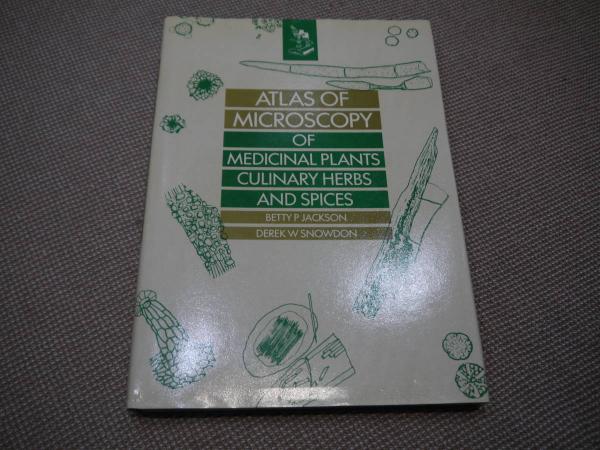 ATLAS OF
MICROSCOPY
OF
MEDICINAL PLANTS
CULINARY HERBS
AND SPICES
BETTY P JACKSON
DEREK W SNOWDON